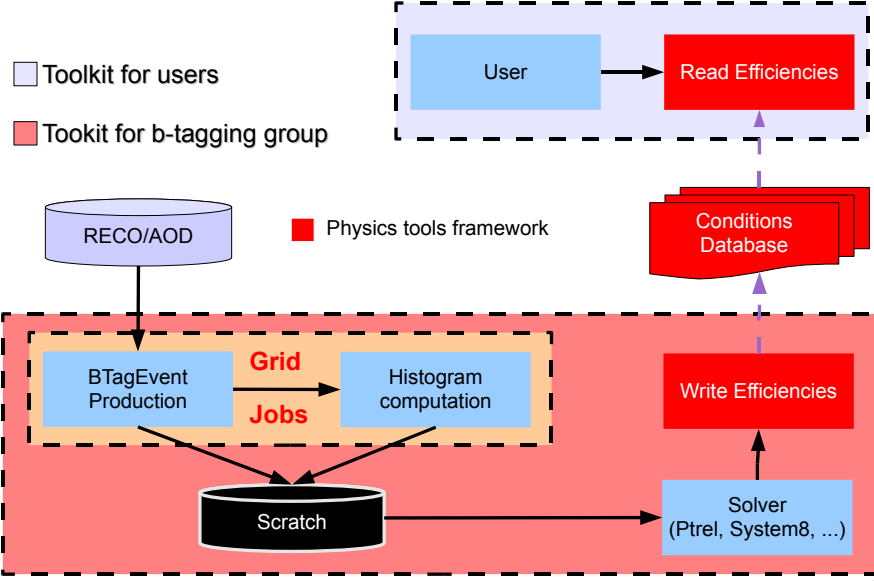 User
Read Efficiencies
Toolkit for users
Tookit for b-tagging group
RECO/AOD
Physics tools framework
Conditions
Database
BTagEvent
Production
Grid
Jobs
Histogram
computation
Write Efficiencies
Scratch
Solver
(Ptrel, System8, ...)